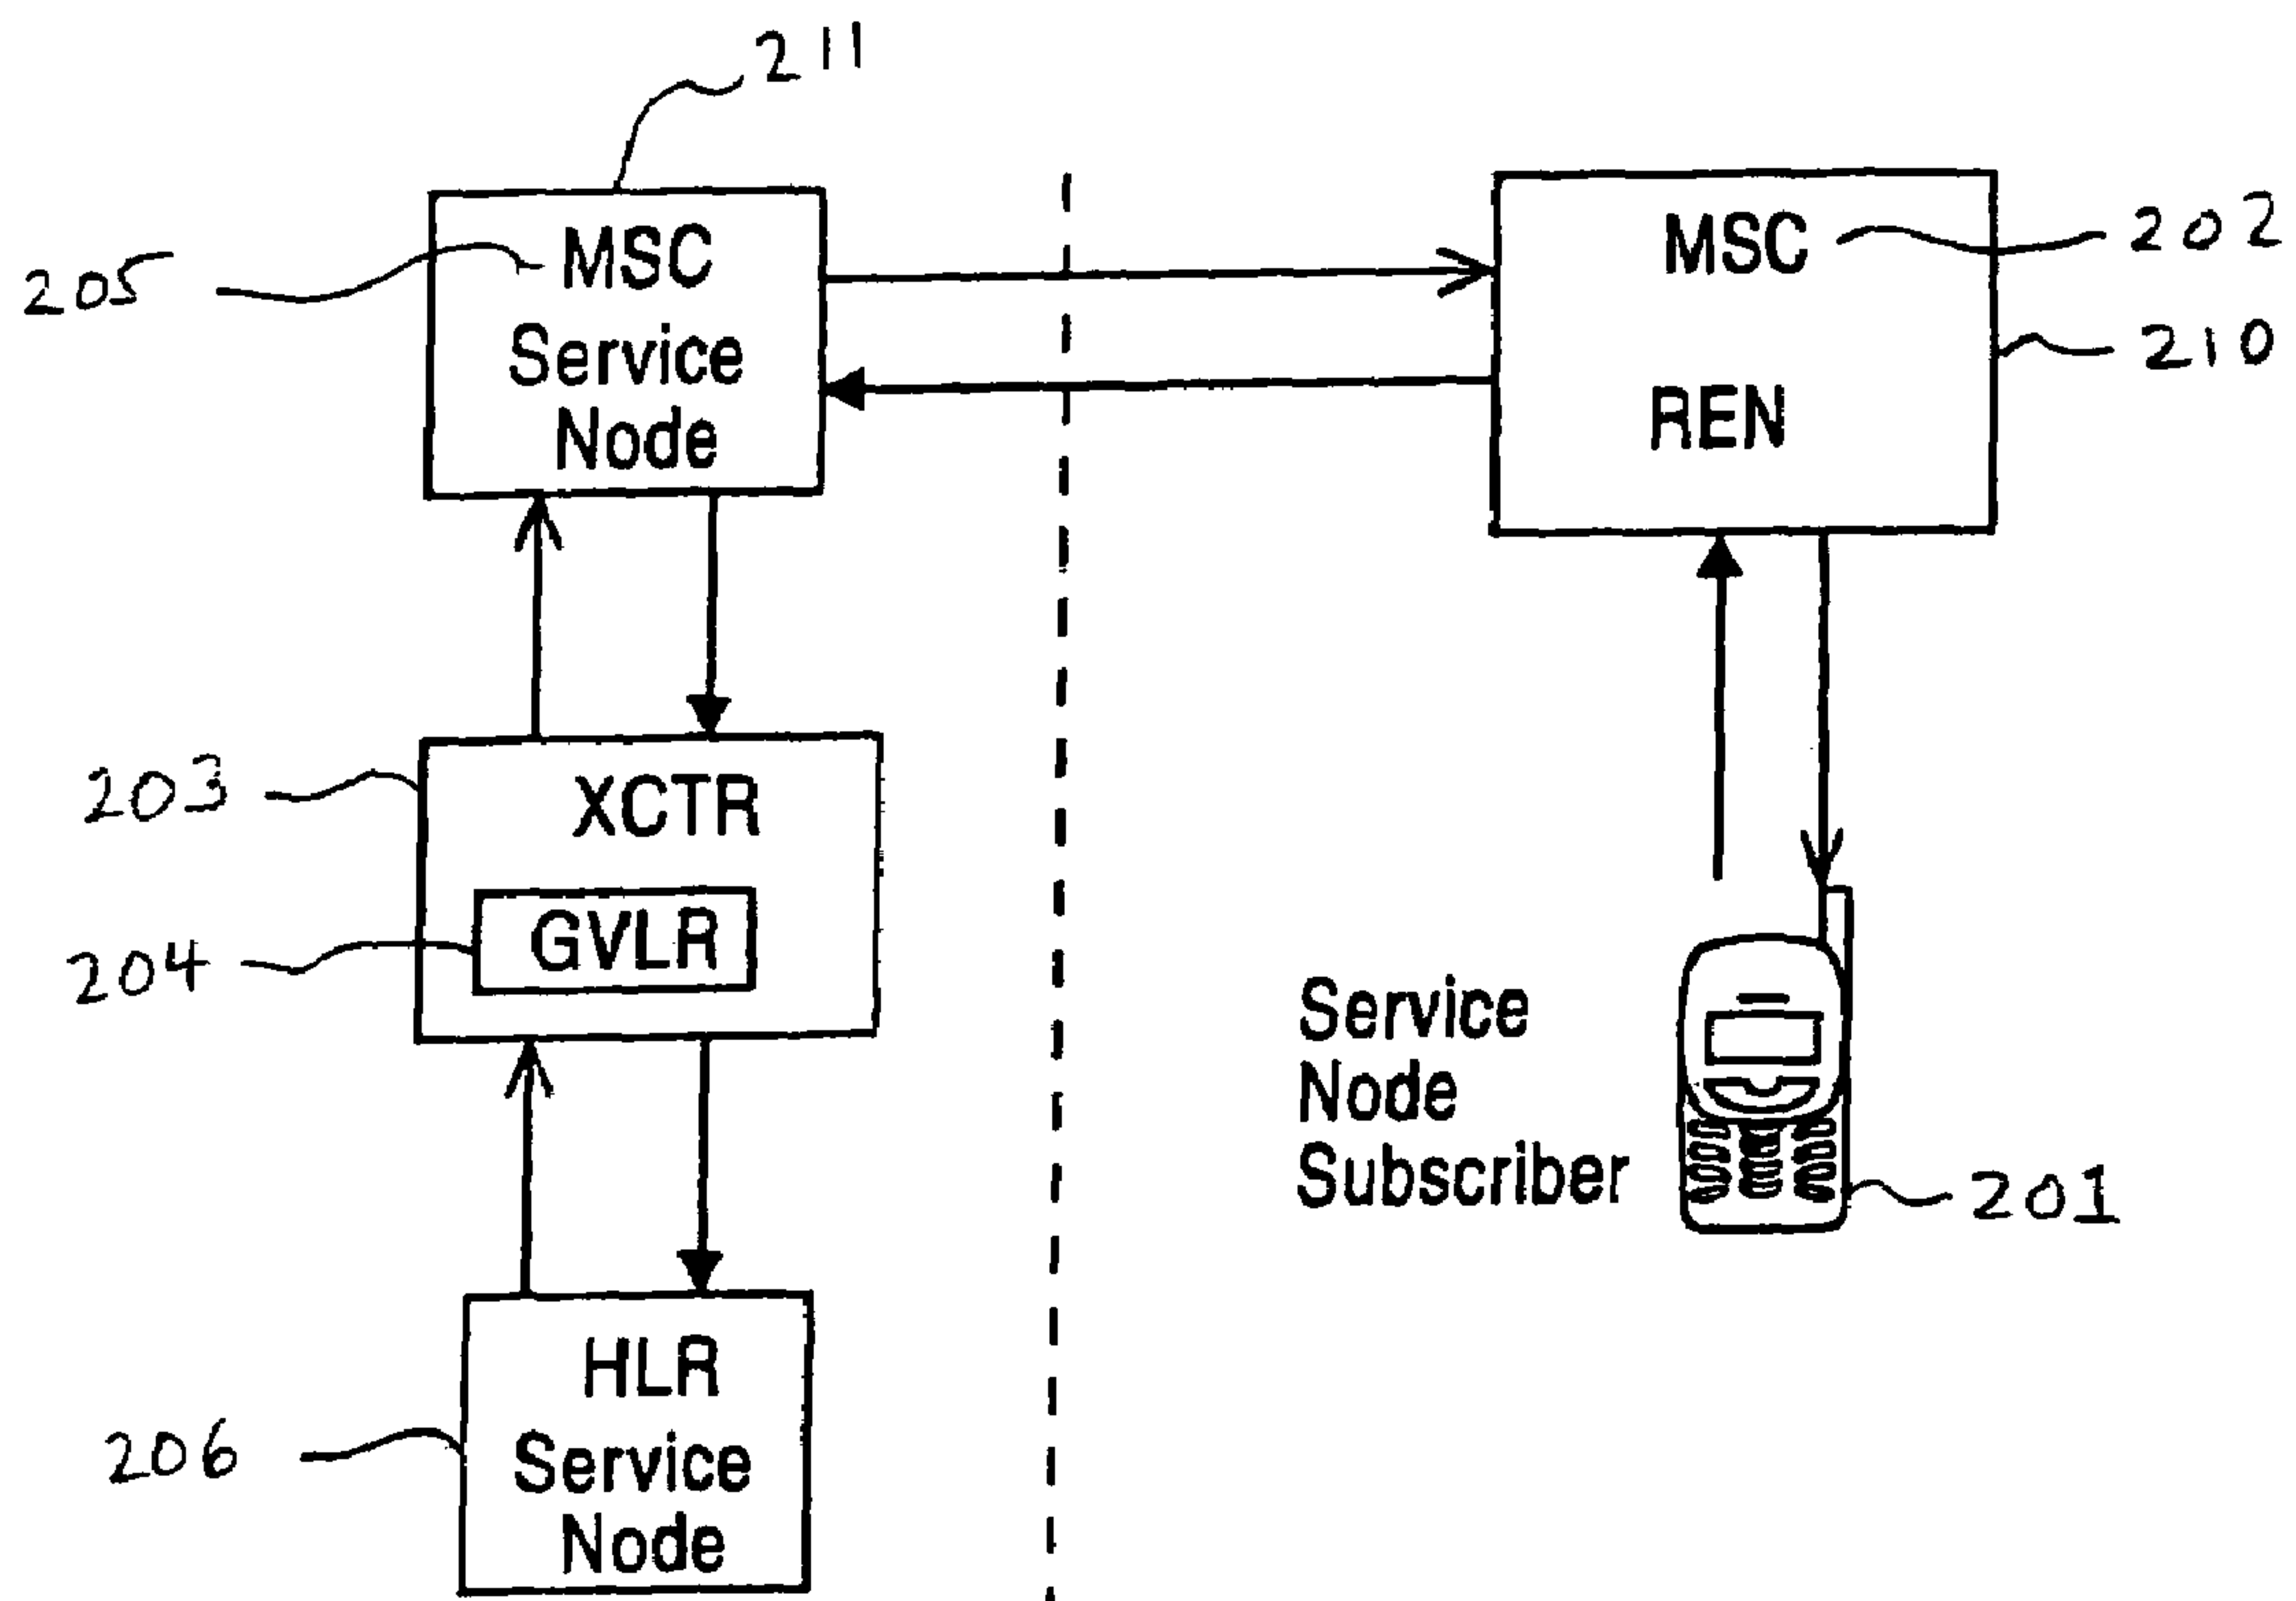 211
MSC
Service
Node
205
MSC
REN
202
210
203
XCTR
204
GVLR
Service
Node
Subscriber
201
206
HLR
Service
Node